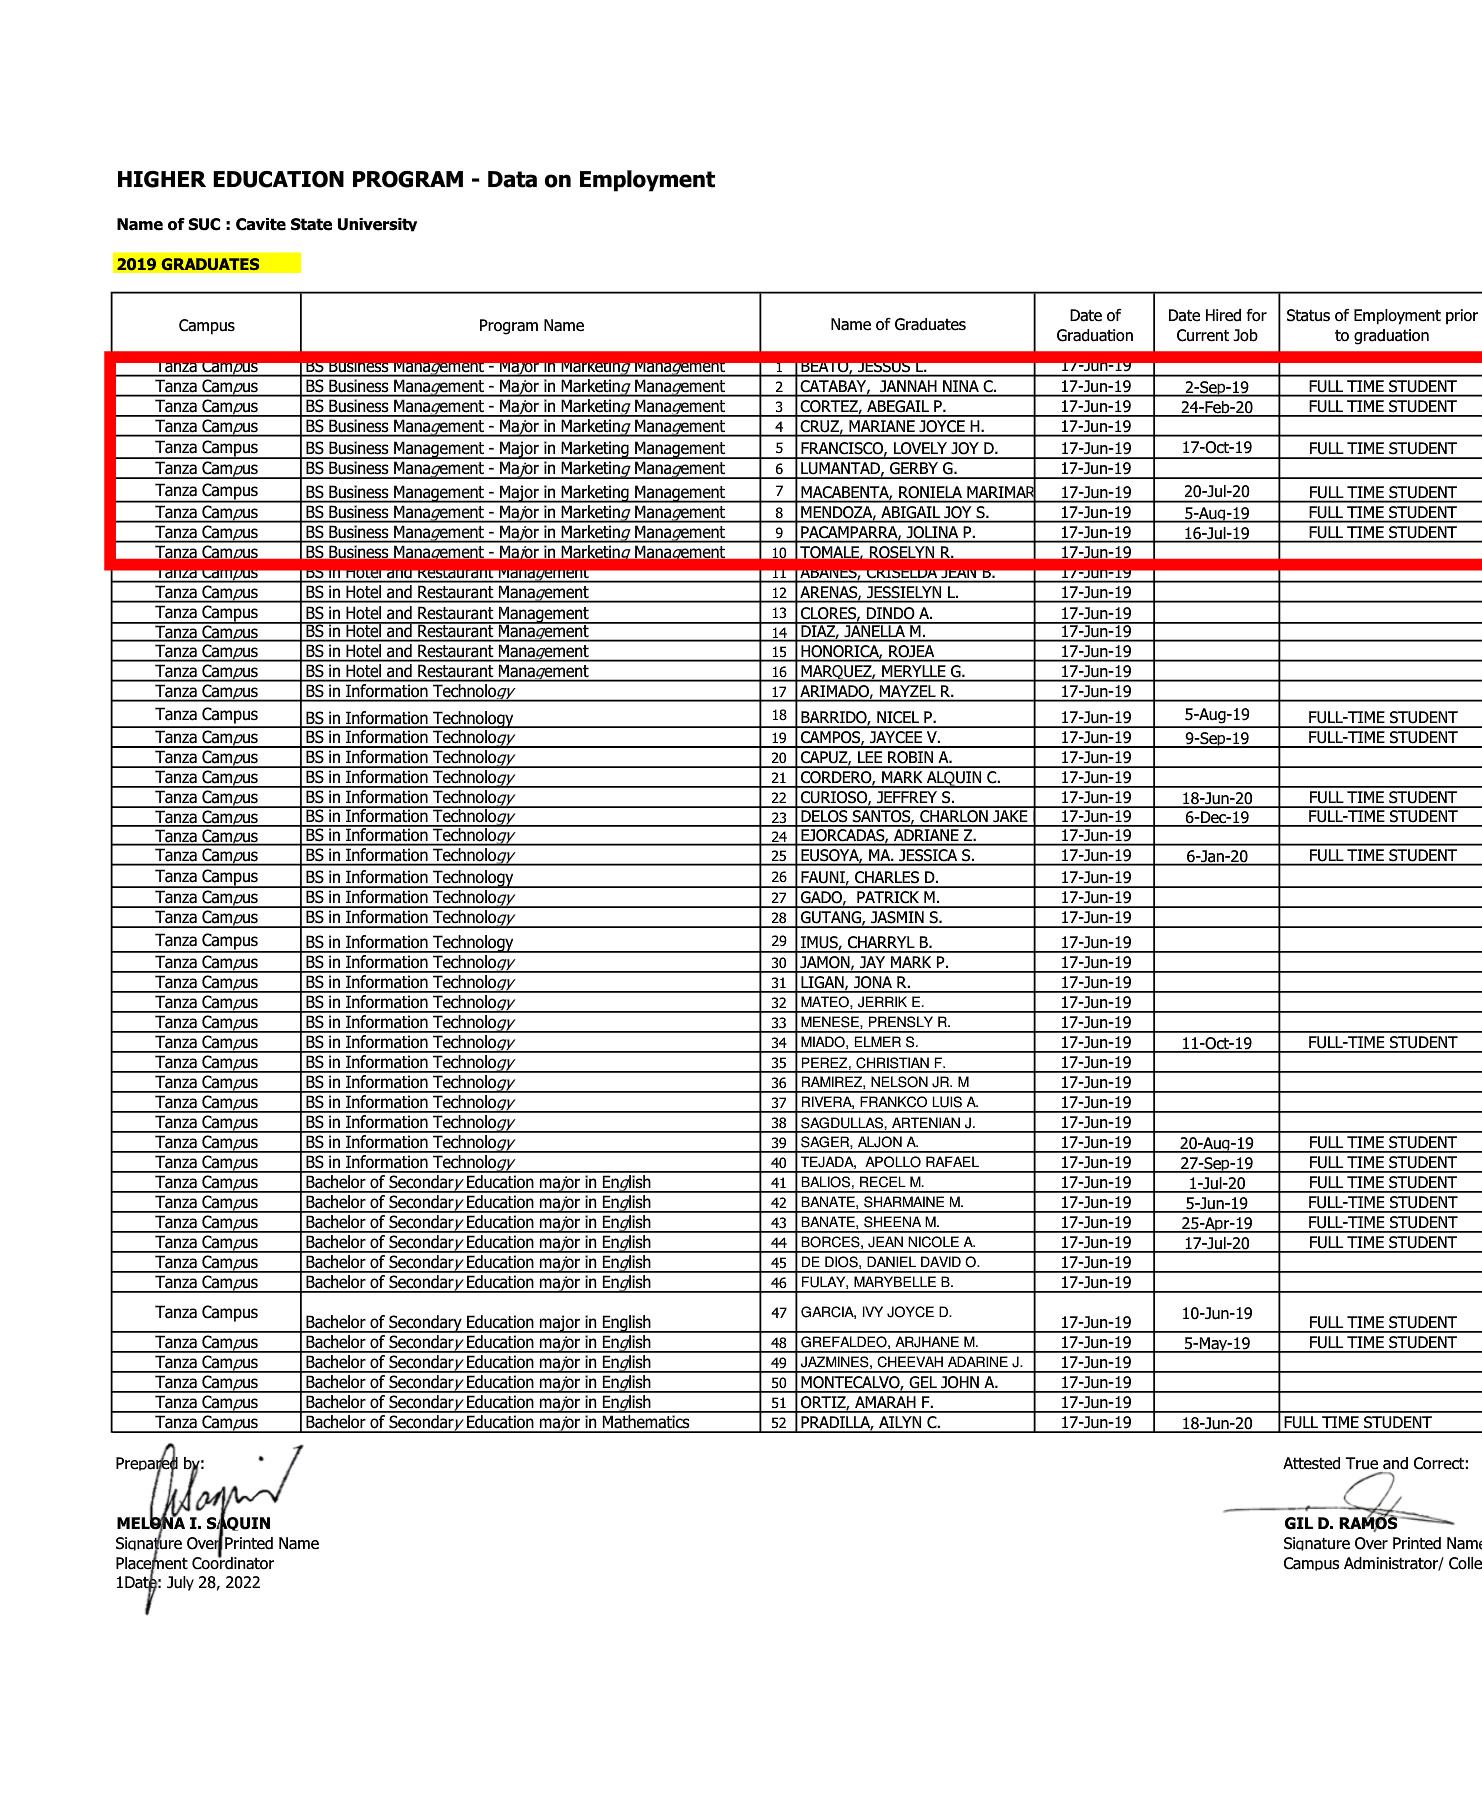 HIGHER EDUCATION PROGRAM - Data on Employment
Name of SUC : Cavite State University
2019 GRADUATES
Campus Program Name Name of Graduates Date of Graduation Date Hired for Current Job Status of Employment prior to graduation
Tanza Campus BS Business Management - Major in Marketing Management 1 BEATO, JESSUS L. 17-Jun-19
Tanza Campus BS Business Management - Major in Marketing Management 2 CATABAY, JANNAH NINA C. 17-Jun-19 2-Sep-19 FULL TIME STUDENT
Tanza Campus BS Business Management - Major in Marketing Management 3 CORTEZ, ABEGAIL P. 17-Jun-19 24-Feb-20 FULL TIME STUDENT
Tanza Campus BS Business Management - Major in Marketing Management 4 CRUZ, MARIANE JOYCE H. 17-Jun-19
Tanza Campus BS Business Management - Major in Marketing Management 5 FRANCISCO, LOVELY JOY D. 17-Jun-19 17-Oct-19 FULL TIME STUDENT
Tanza Campus BS Business Management - Major in Marketing Management 6 LUMANTAD, GERBY G. 17-Jun-19
Tanza Campus BS Business Management - Major in Marketing Management 7 MACABENTA, RONIELA MARIMAR 17-Jun-19 20-Jul-20 FULL TIME STUDENT
Tanza Campus BS Business Management - Major in Marketing Management 8 MENDOZA, ABIGAIL JOY S. 17-Jun-19 5-Aug-19 FULL TIME STUDENT
Tanza Campus BS Business Management - Major in Marketing Management 9 PACAMPARRA, JOLINA P. 17-Jun-19 16-Jul-19 FULL TIME STUDENT
Tanza Campus BS Business Management - Major in Marketing Management 10 TOMALE, ROSELYN R. 17-Jun-19
Tanza Campus BS in Hotel and Restaurant Management 11 ABANES, CRISELDA JEAN B. 17-Jun-19
Tanza Campus BS in Hotel and Restaurant Management 12 ARENAS, JESSIELYN L. 17-Jun-19
Tanza Campus BS in Hotel and Restaurant Management 13 CLORES, DINDO A. 17-Jun-19
Tanza Campus BS in Hotel and Restaurant Management 14 DIAZ, JANELLA M. 17-Jun-19
Tanza Campus BS in Hotel and Restaurant Management 15 HONORICA, ROJEA 17-Jun-19
Tanza Campus BS in Hotel and Restaurant Management 16 MARQUEZ, MERYLLE G. 17-Jun-19
Tanza Campus BS in Information Technology 17 ARIMADO, MAYZEL R. 17-Jun-19
Tanza Campus BS in Information Technology 18 BARRIDO, NICEL P. 17-Jun-19 5-Aug-19 FULL-TIME STUDENT
Tanza Campus BS in Information Technology 19 CAMPOS, JAYCEE V. 17-Jun-19 9-Sep-19 FULL-TIME STUDENT
Tanza Campus BS in Information Technology 20 CAPUZ, LEE ROBIN A. 17-Jun-19
Tanza Campus BS in Information Technology 21 CORDERO, MARK ALQUIN C. 17-Jun-19
Tanza Campus BS in Information Technology 22 CURIOSO, JEFFREY S. 17-Jun-19 18-Jun-20 FULL TIME STUDENT
Tanza Campus BS in Information Technology 23 DELOS SANTOS, CHARLON JAKE 17-Jun-19 6-Dec-19 FULL-TIME STUDENT
Tanza Campus BS in Information Technology 24 EJORCADAS, ADRIANE Z. 17-Jun-19
Tanza Campus BS in Information Technology 25 EUSOYA, MA. JESSICA S. 17-Jun-19 6-Jan-20 FULL TIME STUDENT
Tanza Campus BS in Information Technology 26 FAUNI, CHARLES D. 17-Jun-19
Tanza Campus BS in Information Technology 27 GADO, PATRICK M. 17-Jun-19
Tanza Campus BS in Information Technology 28 GUTANG, JASMIN S. 17-Jun-19
Tanza Campus BS in Information Technology 29 IMUS, CHARRYL B. 17-Jun-19
Tanza Campus BS in Information Technology 30 JAMON, JAY MARK P. 17-Jun-19
Tanza Campus BS in Information Technology 31 LIGAN, JONA R. 17-Jun-19
Tanza Campus BS in Information Technology 32 MATEO, JERRIK E. 17-Jun-19
Tanza Campus BS in Information Technology 33 MENESE, PRENSLY R. 17-Jun-19
Tanza Campus BS in Information Technology 34 MIADO, ELMER S. 17-Jun-19 11-Oct-19 FULL-TIME STUDENT
Tanza Campus BS in Information Technology 35 PEREZ, CHRISTIAN F. 17-Jun-19
Tanza Campus BS in Information Technology 36 RAMIREZ, NELSON JR. M 17-Jun-19
Tanza Campus BS in Information Technology 37 RIVERA, FRANKCO LUIS A. 17-Jun-19
Tanza Campus BS in Information Technology 38 SAGDULLAS, ARTENIAN J. 17-Jun-19
Tanza Campus BS in Information Technology 39 SAGER, ALJON A. 17-Jun-19 20-Aug-19 FULL TIME STUDENT
Tanza Campus BS in Information Technology 40 TEJADA, APOLLO RAFAEL 17-Jun-19 27-Sep-19 FULL TIME STUDENT
Tanza Campus Bachelor of Secondary Education major in English 41 BALIOS, RECEL M. 17-Jun-19 1-Jul-20 FULL TIME STUDENT
Tanza Campus Bachelor of Secondary Education major in English 42 BANATE, SHARMAINE M. 17-Jun-19 5-Jun-19 FULL-TIME STUDENT
Tanza Campus Bachelor of Secondary Education major in English 43 BANATE, SHEENA M. 17-Jun-19 25-Apr-19 FULL-TIME STUDENT
Tanza Campus Bachelor of Secondary Education major in English 44 BORCES, JEAN NICOLE A. 17-Jun-19 17-Jul-20 FULL TIME STUDENT
Tanza Campus Bachelor of Secondary Education major in English 45 DE DIOS, DANIEL DAVID O. 17-Jun-19
Tanza Campus Bachelor of Secondary Education major in English 46 FULAY, MARYBELLE B. 17-Jun-19
Tanza Campus Bachelor of Secondary Education major in English 47 GARCIA, IVY JOYCE D. 17-Jun-19 10-Jun-19 FULL TIME STUDENT
Tanza Campus Bachelor of Secondary Education major in English 48 GREFALDEO, ARJHANE M. 17-Jun-19 5-May-19 FULL TIME STUDENT
Tanza Campus Bachelor of Secondary Education major in English 49 JAZMINES, CHEEVAH ADARINE J. 17-Jun-19
Tanza Campus Bachelor of Secondary Education major in English 50 MONTECALVO, GEL JOHN A. 17-Jun-19
Tanza Campus Bachelor of Secondary Education major in English 51 ORTIZ, AMARAH F. 17-Jun-19
Tanza Campus Bachelor of Secondary Education major in Mathematics 52 PRADILLA, AILYN C. 17-Jun-19 18-Jun-20 FULL TIME STUDENT
Prepared by: Attested True and Correct:
MELONA I. SAQUIN GIL D. RAMOS
Signature Over Printed Name Signature Over Printed Name
Placement Coordinator Campus Administrator/ Colle
1Date: July 28, 2022